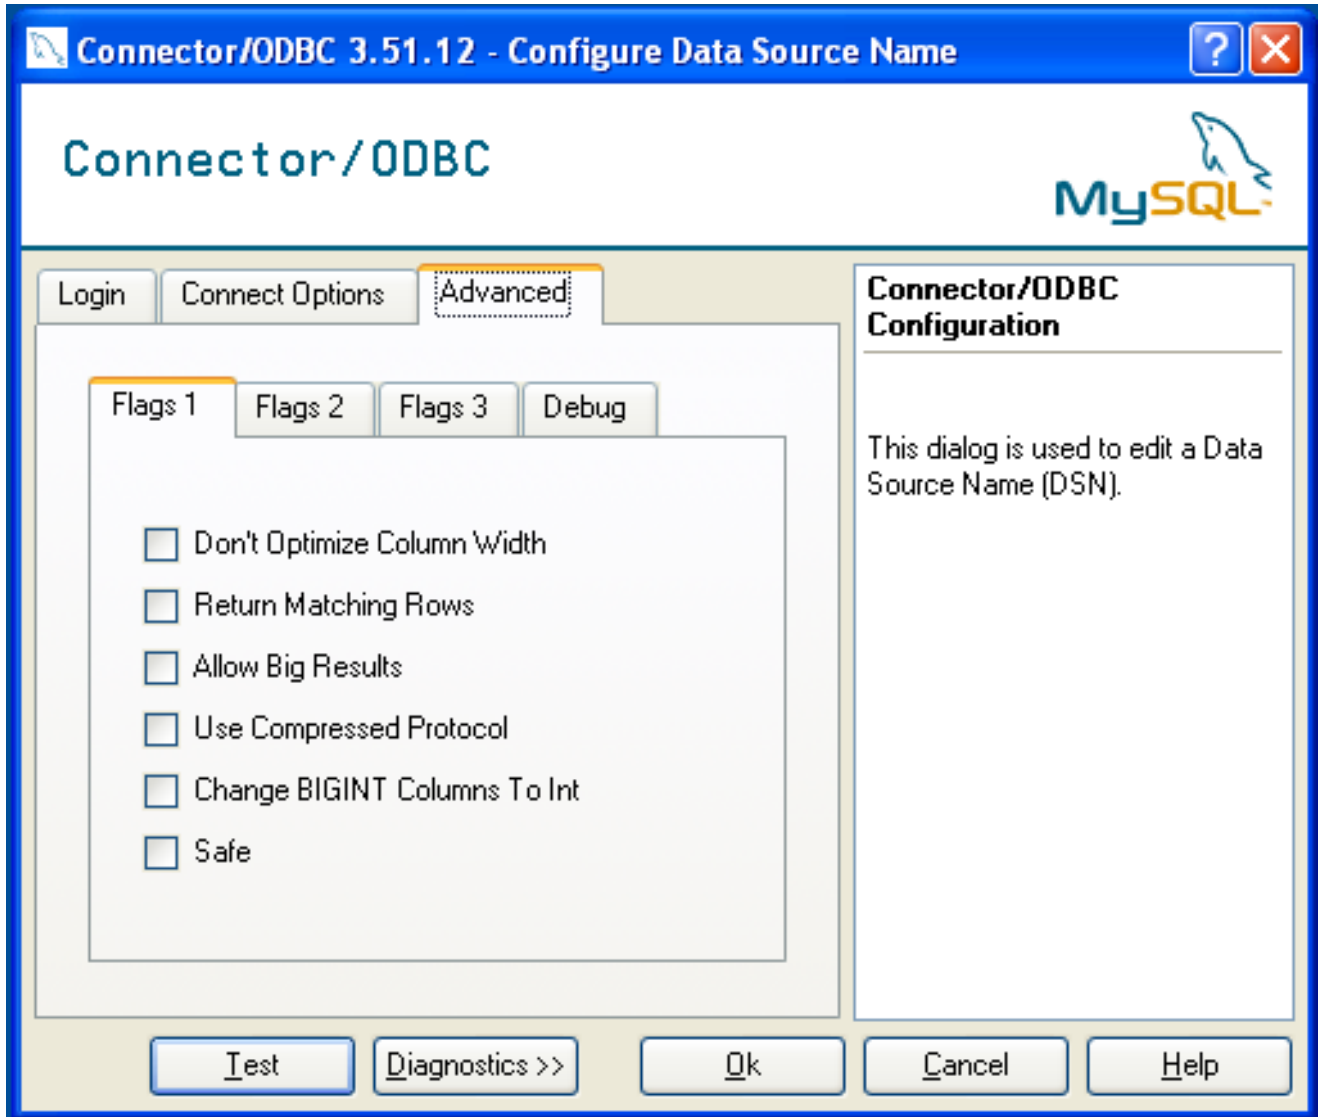 Connector/ODBC 3.51.12 - Configure Data Source Name
?
Connector/ODBC
MySQL
Login
Connect Options
Advanced
Flags 1
Flags 2
Flags 3
Debug
Don't Optimize Column Width
Return Matching Rows
Allow Big Results
Use Compressed Protocol
Change BIGINT Columns To Int
Safe
Connector/ODBC
Configuration
This dialog is used to edit a Data
Source Name (DSN).
Test
Diagnostics >>
Ok
Cancel
Help